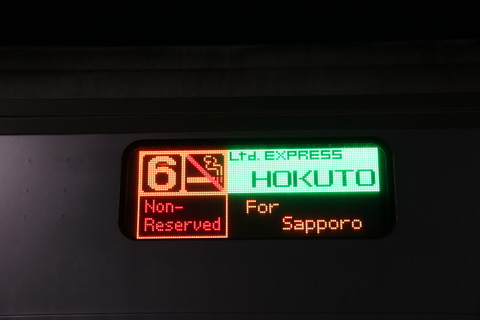 6
Ltd. EXPRESS
HOKUTO
Non-
Reserved
For
Sapporo